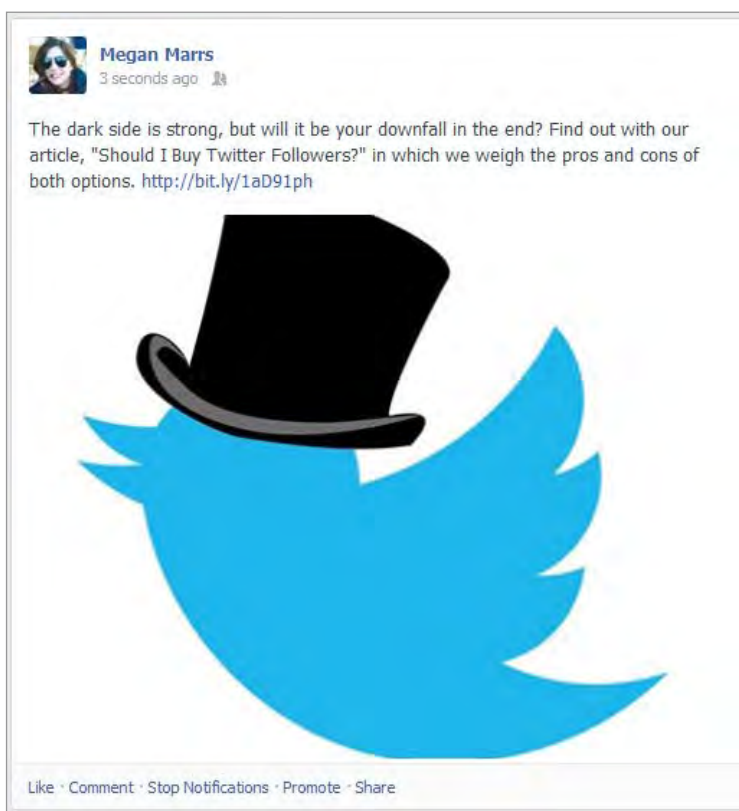 Megan Marrs
3 seconds ago
The dark side is strong, but will it be your downfall in the end? Find out with our
article, "Should I Buy Twitter Followers?" in which we weigh the pros and cons of
both options. http://bit.ly/1aD91ph
Like · Comment · Stop Notifications · Promote · Share